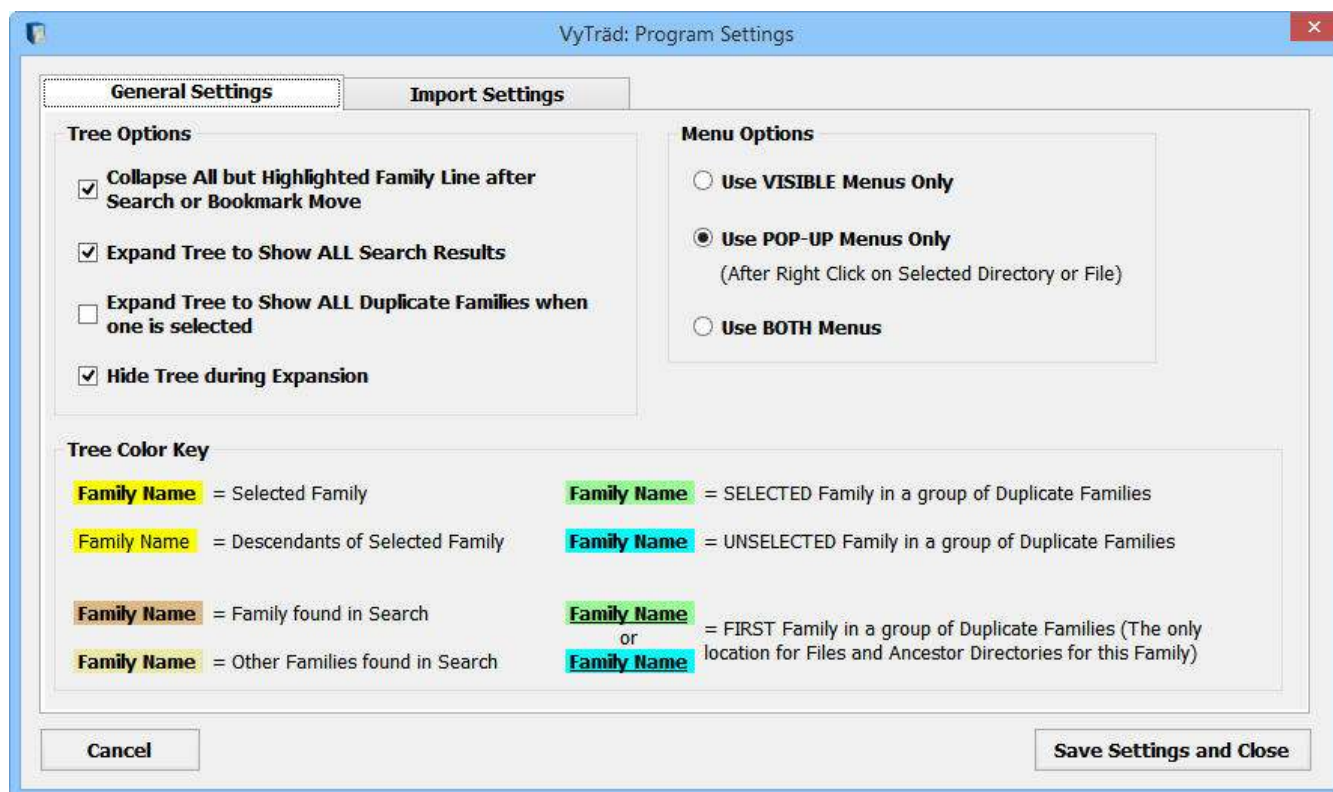 VyTräd: Program Settings
General Settings
Import Settings
Tree Options
Collapse All but Highlighted Family Line after
Search or Bookmark Move
Expand Tree to Show ALL Search Results
Expand Tree to Show ALL Duplicate Families when
one is selected
Hide Tree during Expansion
Menu Options
Use VISIBLE Menus Only
Use POP-UP Menus Only
(After Right Click on Selected Directory or File)
Use BOTH Menus
Tree Color Key
Family Name = Selected Family
Family Name = Descendants of Selected Family
Family Name = Family found in Search
Family Name = Other Families found in Search
Family Name = SELECTED Family in a group of Duplicate Families
Family Name = UNSELECTED Family in a group of Duplicate Families
Family Name
or
Family Name
= FIRST Family in a group of Duplicate Families (The only
location for Files and Ancestor Directories for this Family)
Cancel
Save Settings and Close